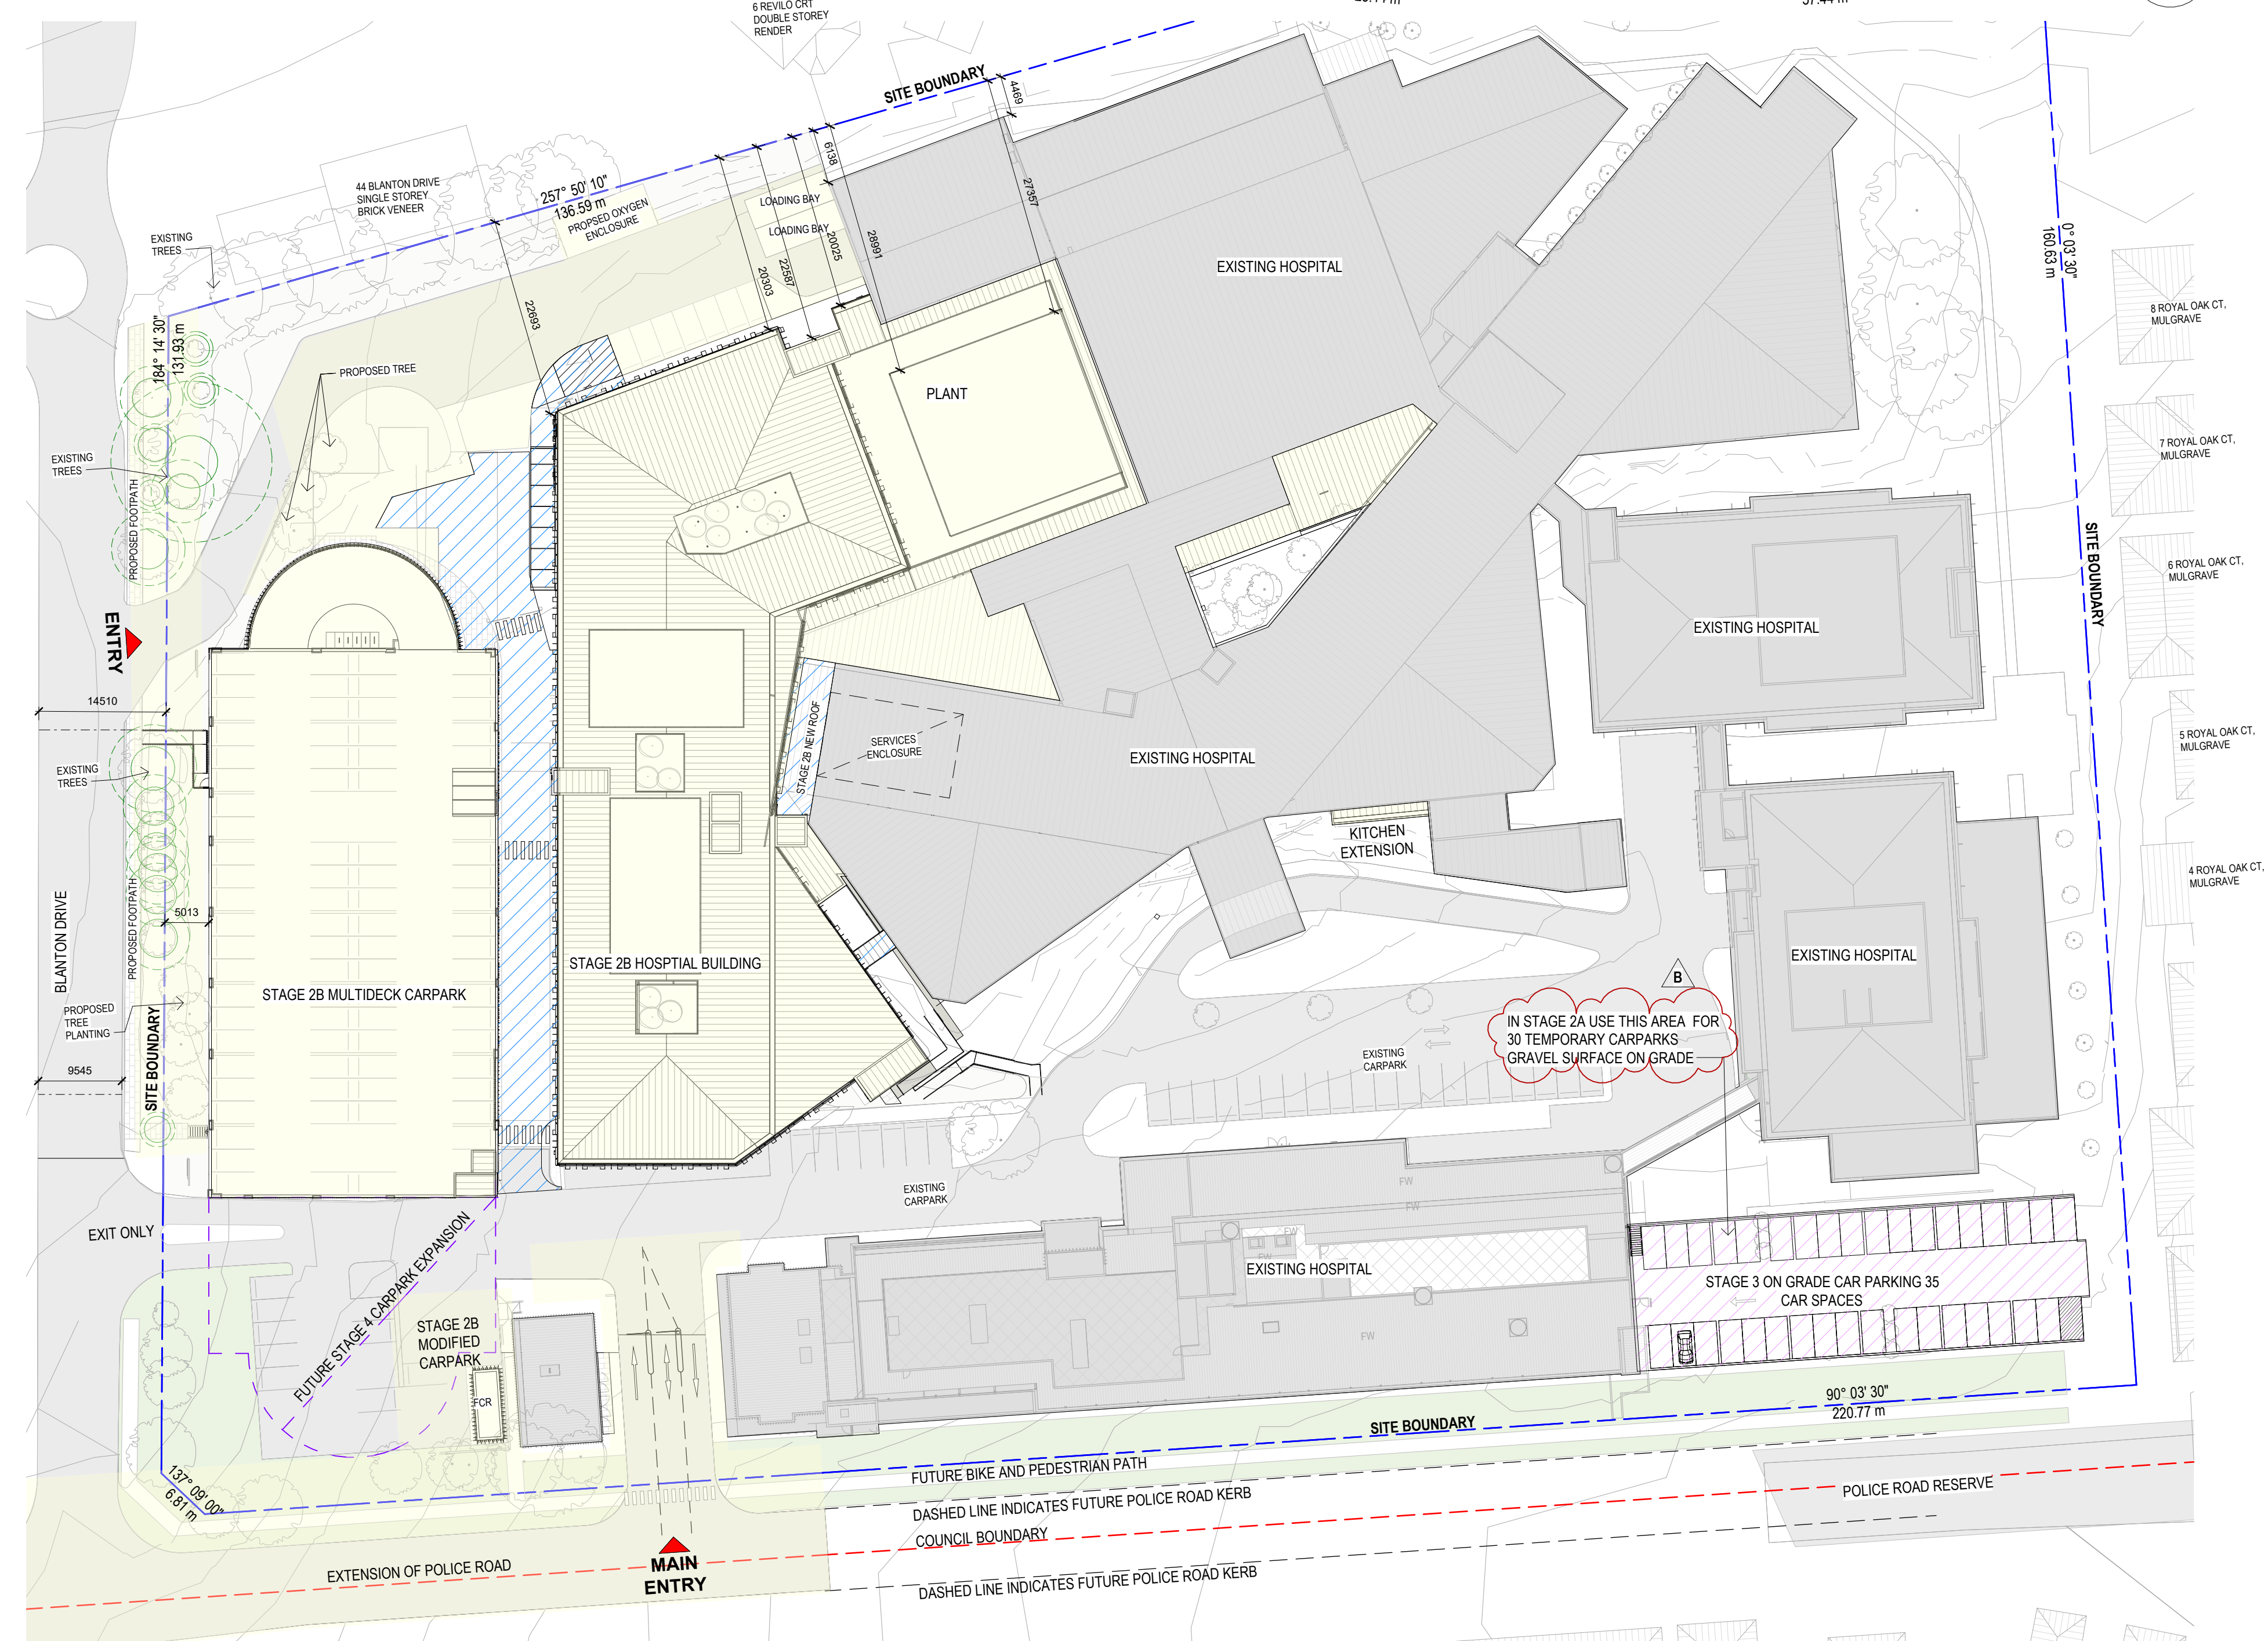 6 REVILO CRT
DOUBLE STOREY
RENDER
SITE BOUNDARY
4469
6138
27357
28991
20025
22587
20303
22693
44 BLANTON DRIVE
SINGLE STOREY
BRICK VENEER
257° 50' 10"
136.59 m
PROPSED OXYGEN
ENCLOSURE
LOADING BAY
LOADING BAY
EXISTING
TREES
184° 14' 30"
131.93 m
PROPOSED TREE
EXISTING HOSPITAL
PLANT
0° 03' 30"
160.63 m
8 ROYAL OAK CT,
MULGRAVE
7 ROYAL OAK CT,
MULGRAVE
6 ROYAL OAK CT,
MULGRAVE
5 ROYAL OAK CT,
MULGRAVE
4 ROYAL OAK CT,
MULGRAVE
SITE BOUNDARY
EXISTING
TREES
PROPOSED FOOTPATH
ENTRY
14510
EXISTING
TREES
BLANTON DRIVE
PROPOSED FOOTPATH
5013
PROPOSED
TREE
PLANTING
9545
SITE BOUNDARY
STAGE 2B MULTIDECK CARPARK
STAGE 2B HOSPTIAL BUILDING
STAGE 2B NEW ROOF
SERVICES
ENCLOSURE
EXISTING HOSPITAL
EXISTING HOSPITAL
KITCHEN
EXTENSION
EXISTING HOSPITAL
B
IN STAGE 2A USE THIS AREA FOR
30 TEMPORARY CARPARKS
GRAVEL SURFACE ON GRADE
EXISTING
CARPARK
EXISTING
CARPARK
FW
FW
FW
FW
FW
EXISTING HOSPITAL
STAGE 3 ON GRADE CAR PARKING 35
CAR SPACES
EXIT ONLY
FUTURE STAGE 4 CARPARK EXPANSION
STAGE 2B
MODIFIED
CARPARK
FCR
137° 09' 00"
6.81 m
90° 03' 30"
220.77 m
SITE BOUNDARY
FUTURE BIKE AND PEDESTRIAN PATH
DASHED LINE INDICATES FUTURE POLICE ROAD KERB
COUNCIL BOUNDARY
POLICE ROAD RESERVE
EXTENSION OF POLICE ROAD
MAIN
ENTRY
DASHED LINE INDICATES FUTURE POLICE ROAD KERB